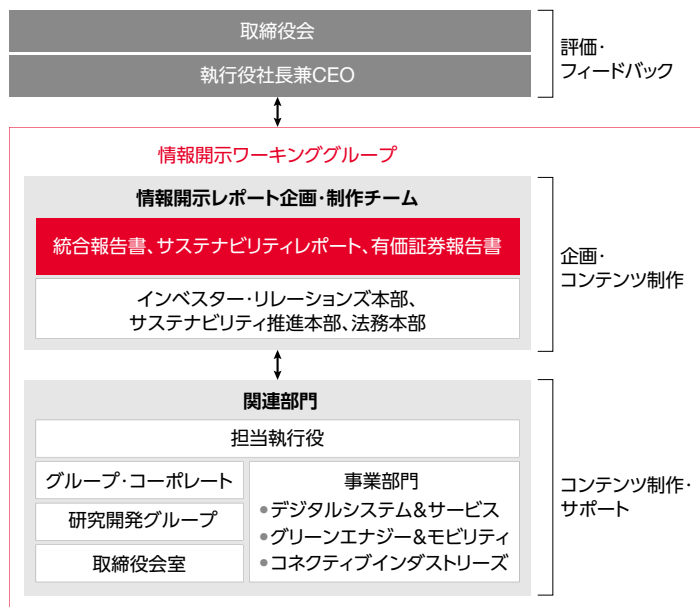 取締役会
執行役社長兼CEO
評価・
フィードバック
情報開示ワーキンググループ
情報開示レポート企画・制作チーム
統合報告書、サステナビリティレポート、有価証券報告書
インベスター・リレーションズ本部、
サステナビリティ推進本部、法務本部
企画・
コンテンツ制作
関連部門
担当執行役
グループ・コーポレート
研究開発グループ
取締役会室
事業部門
●デジタルシステム&サービス
●グリーンエナジー&モビリティ
●コネクティブインダストリーズ
コンテンツ制作・
サポート